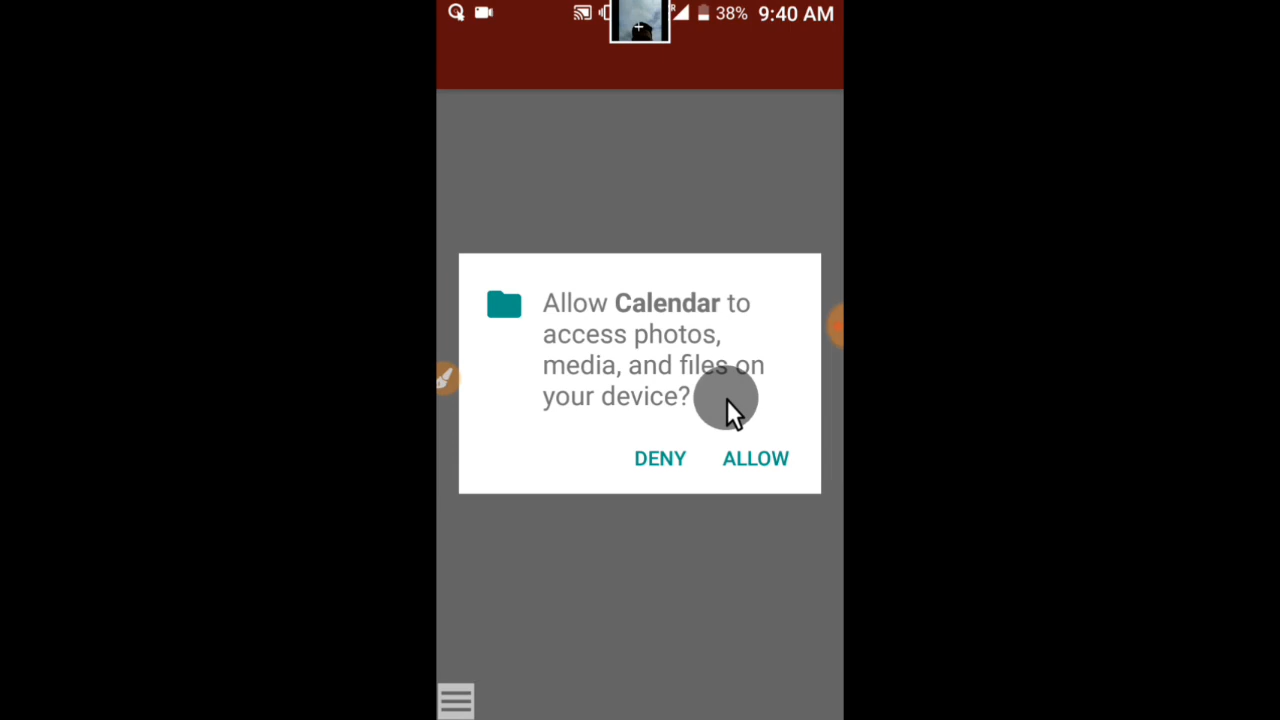 38% 9:40 AM
Allow Calendar to
access photos,
media, and files on
your device?
DENY ALLOW